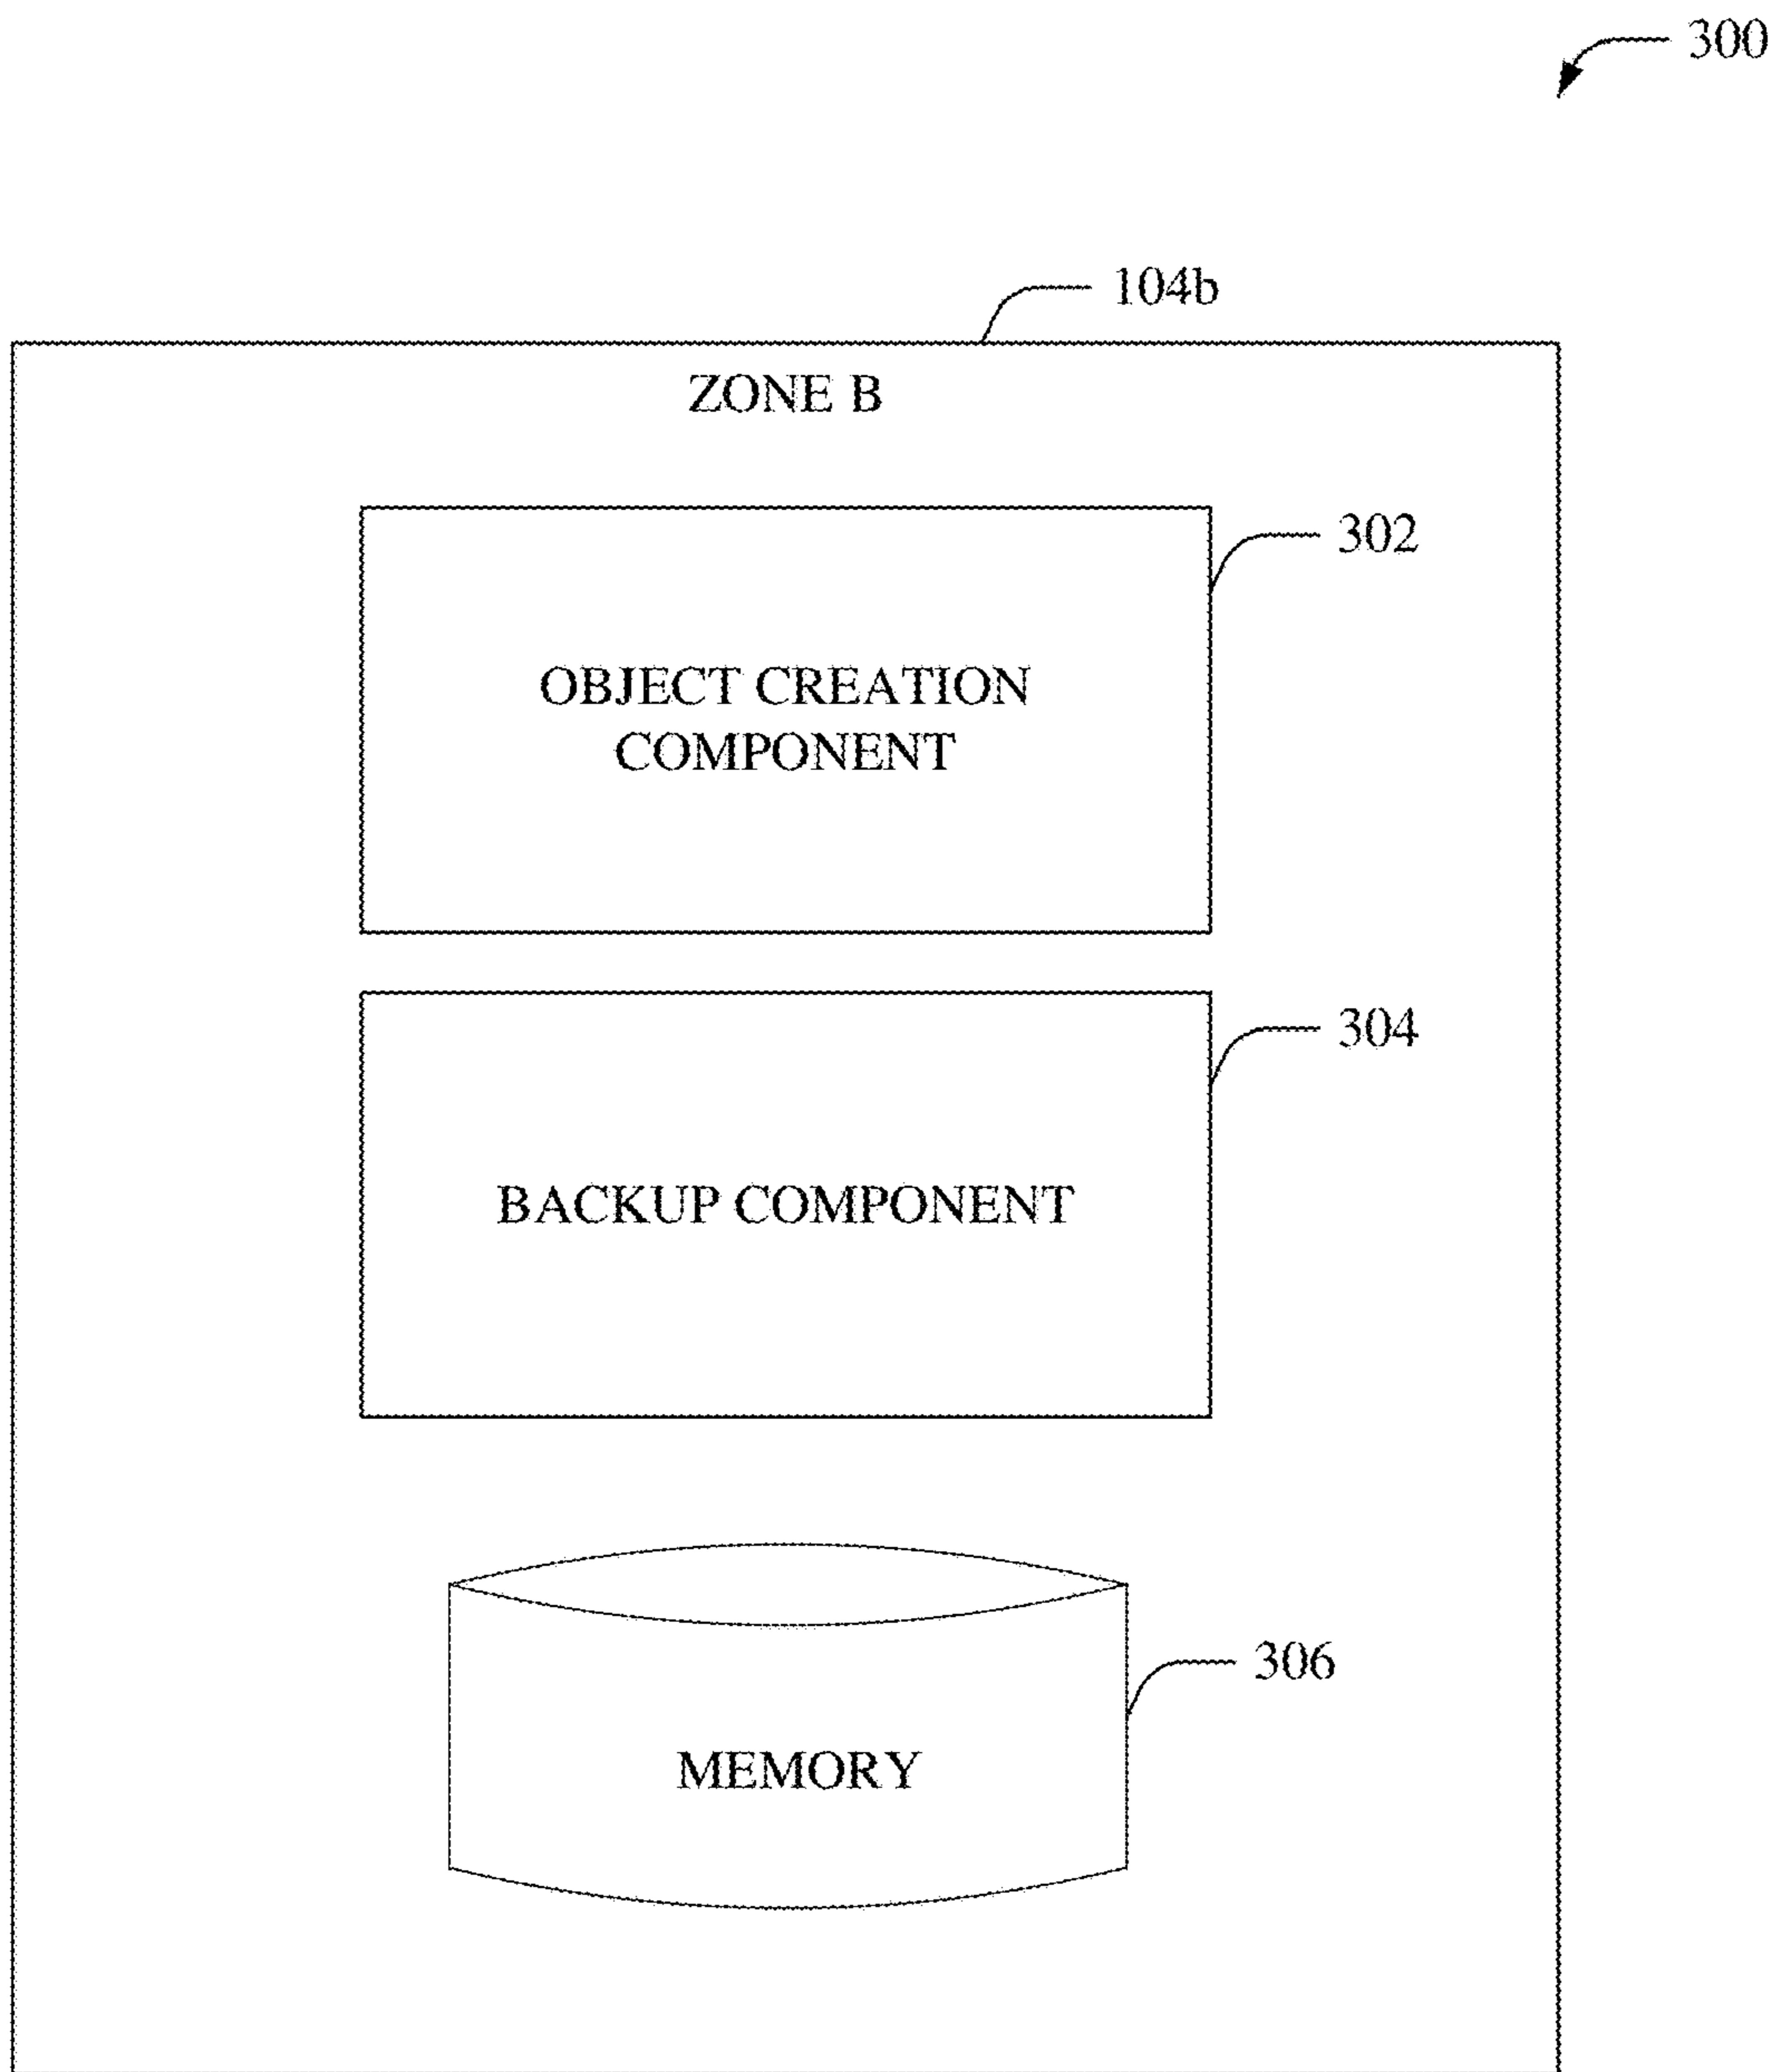 300
104b
ZONE B
302
OBJECT CREATION
COMPONENT
304
BACKUP COMPONENT
306
MEMORY